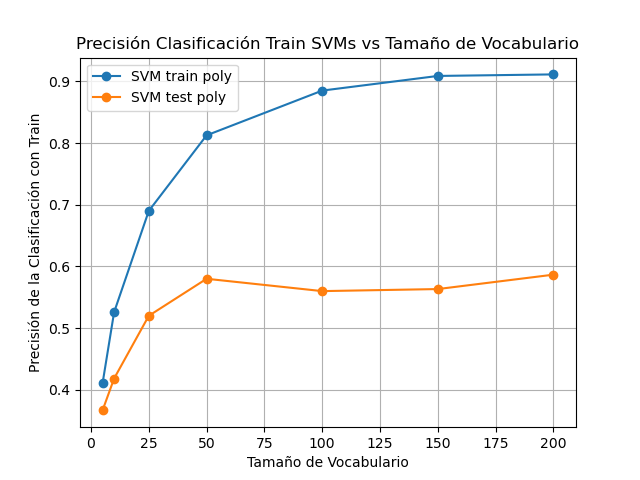 Precisión Clasificación Train SVMs vs Tamaño de Vocabulario
SVM train poly
SVM test poly
0.9
0.8
0.7
0.6
0.5
0.4
Precisión de la Clasificación con Train
0 25 50 75 100 125 150 175 200
Tamaño de Vocabulario